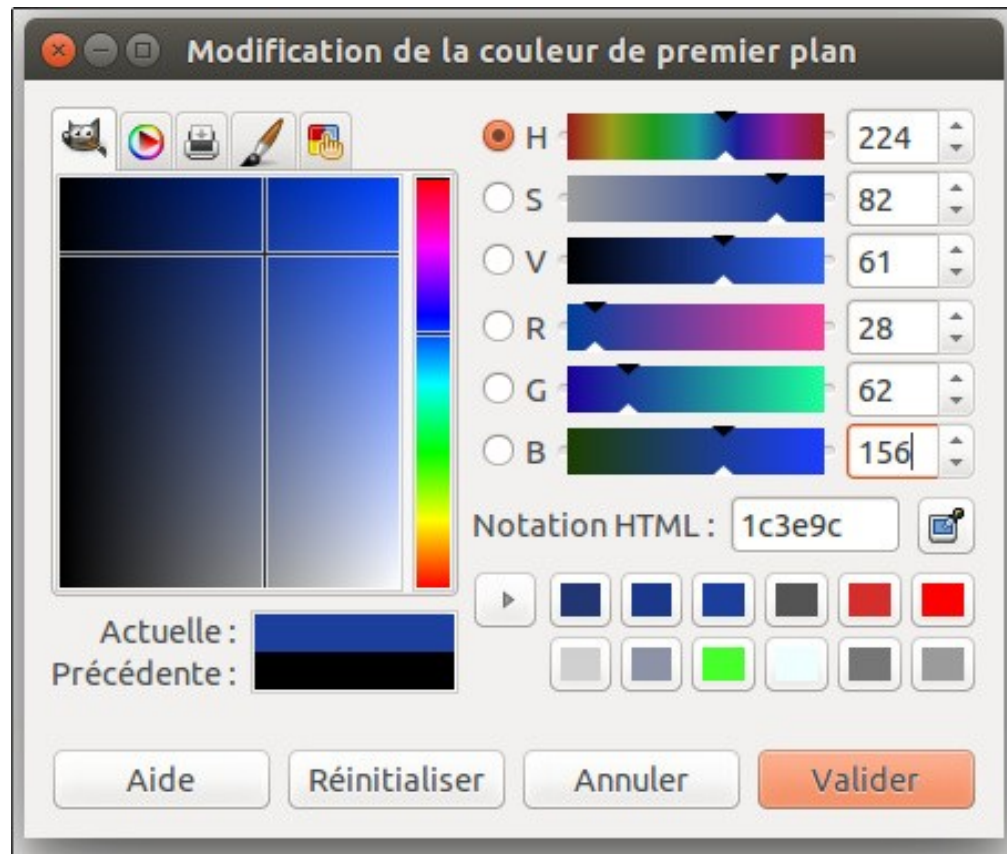 Modification de la couleur de premier plan
H 224
S 82
V 61
R 28
G 62
B 156
Notation HTML : 1c3e9c
Actuelle :
Précédente :
Aide Réinitialiser Annuler Valider